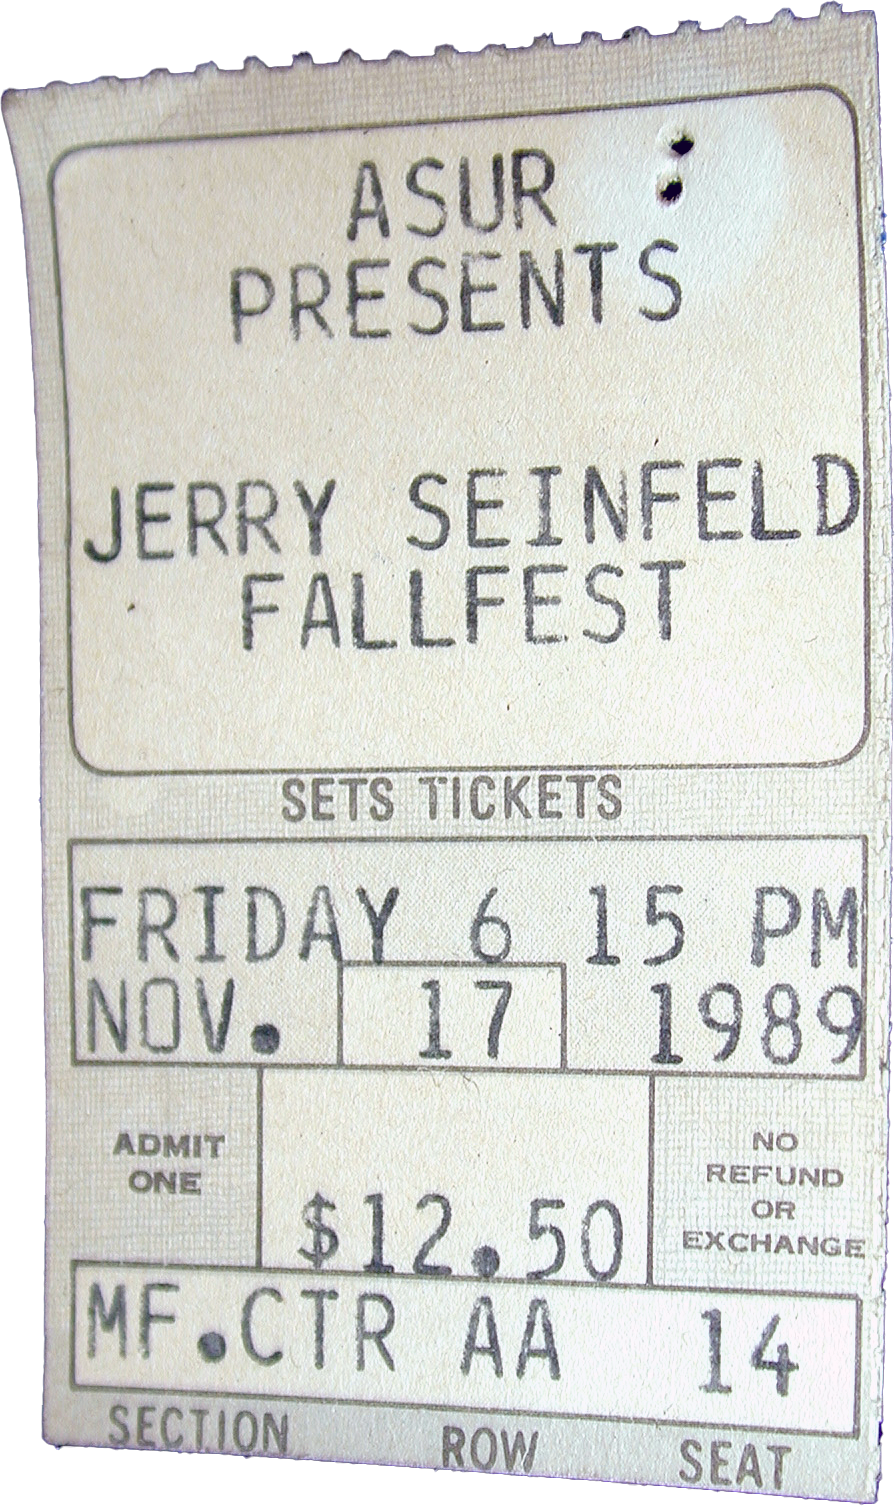 ASUR
PRESENTS
JERRY SEINFELD
FALLFEST
SETS TICKETS
FRIDAY 6 15 PM
NOV. 17 1989
ADMIT
ONE
$12.50
NO
REFUND
OR
EXCHANGE
MF.CTR AA 14
SECTION ROW SEAT